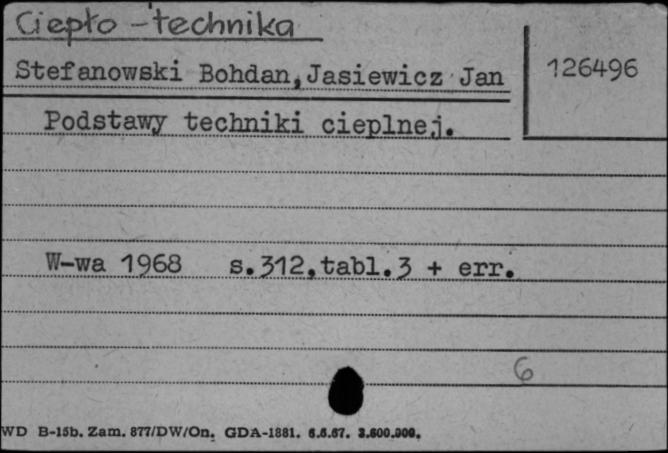 Ciepło - technika
Stefanowski Bohdan, Jasiewicz Jan
126496
Podstawy techniki cieplnej.
W-wa 1968 s.312, tabl.3 + err.
6
WD B-15b. Zam. 877/DW/On. GDA-1881. 6.6.67. 3.600.000.